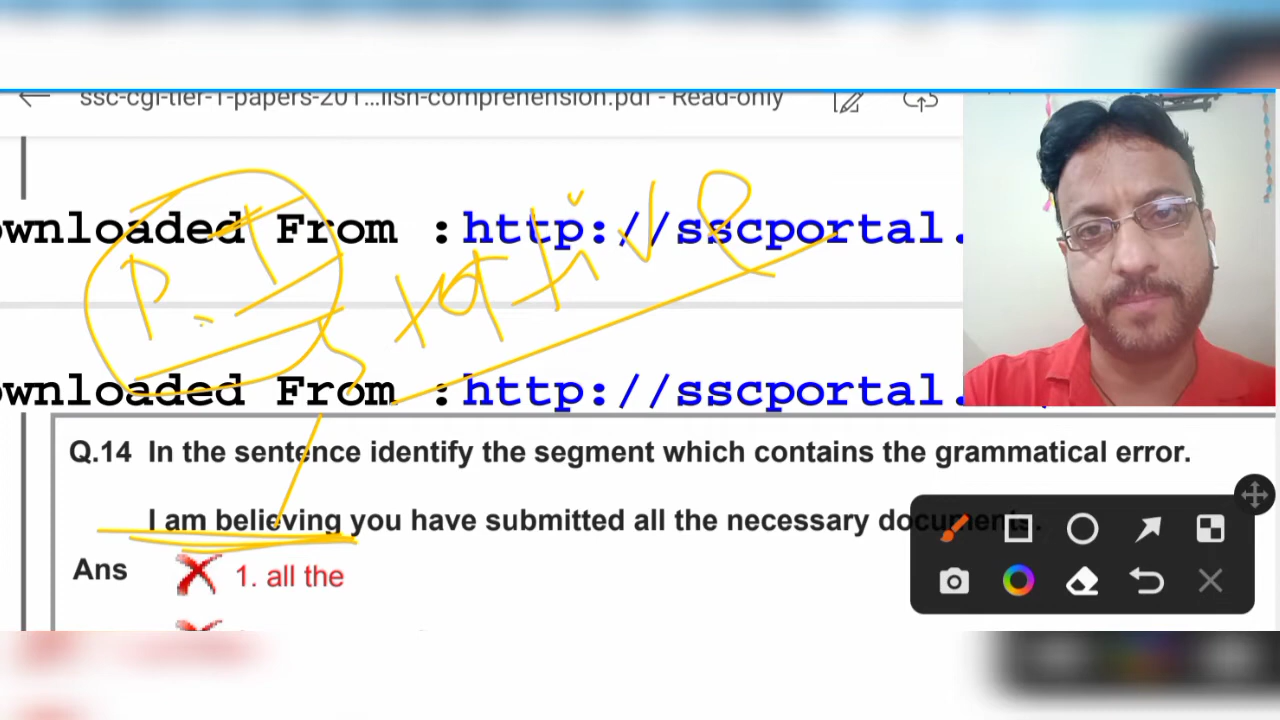 ssc-cgl-tier-1-papers-201...lish-comprehension.pdf - Read-only
ownloaded From : http://sscportal.
P.T
ownloaded From : http://sscportal.
Q.14 In the sentence identify the segment which contains the grammatical error.
I am believing you have submitted all the necessary documents.
Ans 1. all the